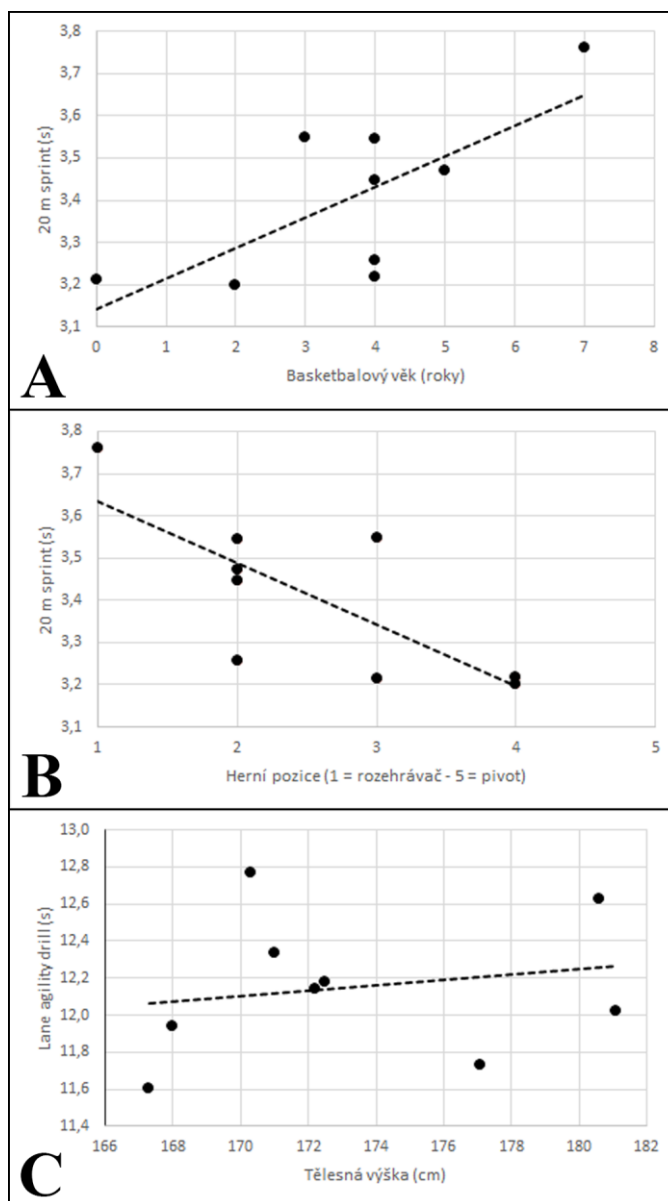 3,8
3,7
3,6
3,5
3,4
3,3
3,2
3,1
20 m sprint (s)
0 1 2 3 4 5 6 7 8
Basketbalový věk (roky)
A
3,8
3,7
3,6
3,5
3,4
3,3
3,2
3,1
20 m sprint (s)
1 2 3 4 5
Herní pozice (1 = rozehrávač - 5 = pivot)
B
13,0
12,8
12,6
12,4
12,2
12,0
11,8
11,6
11,4
Lane agility drill (s)
166 168 170 172 174 176 178 180 182
Tělesná výška (cm)
C